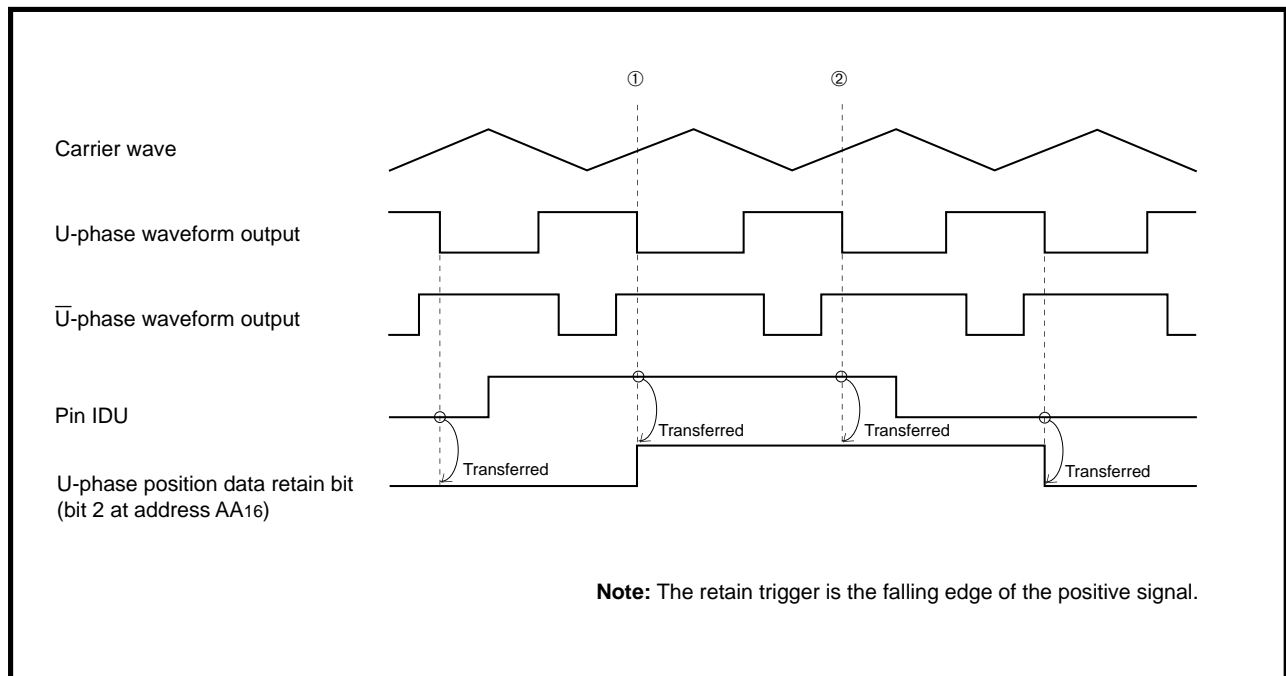 ① ②
Carrier wave
U-phase waveform output
U̅-phase waveform output
Pin IDU
Transferred Transferred
Transferred Transferred
U-phase position data retain bit
(bit 2 at address AA16)
Note: The retain trigger is the falling edge of the positive signal.